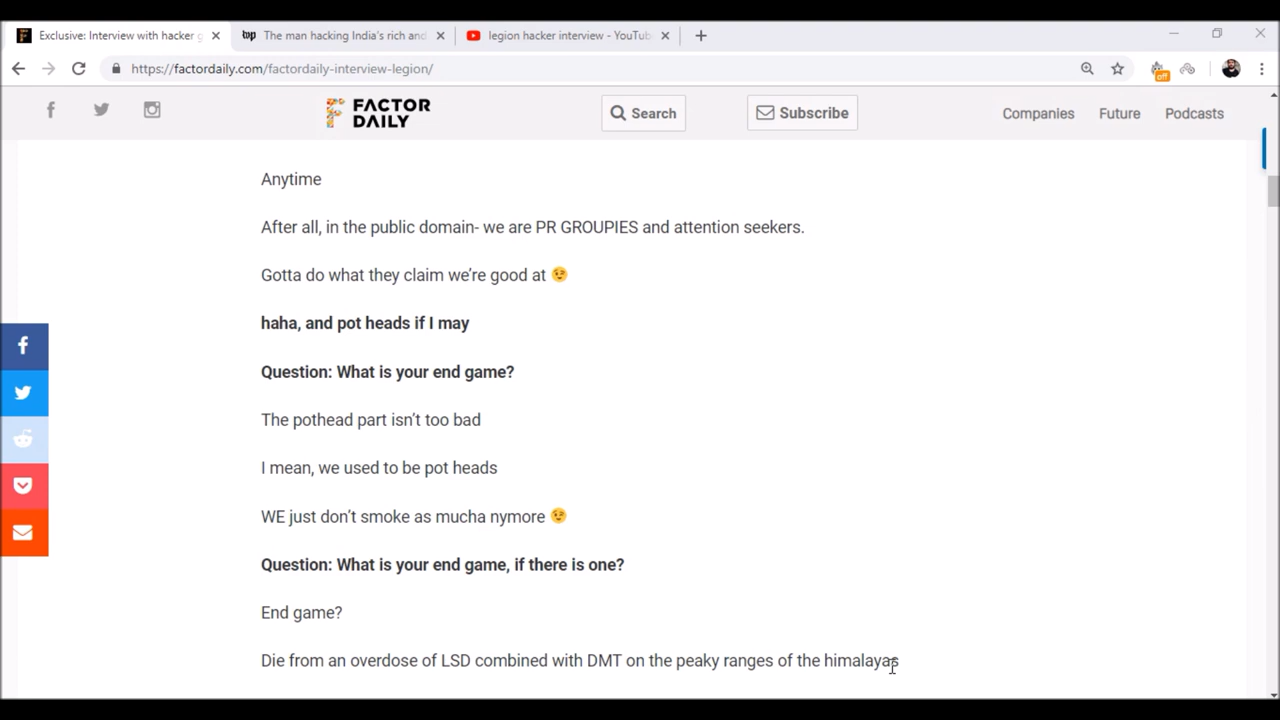 Exclusive: Interview with hacker g
The man hacking India's rich and
legion hacker interview - YouTub
https://factordaily.com/factordaily-interview-legion/
off
FACTOR
DAILY
Search
Subscribe
Companies
Future
Podcasts
Anytime
After all, in the public domain- we are PR GROUPIES and attention seekers.
Gotta do what they claim we're good at 😉
haha, and pot heads if I may
Question: What is your end game?
The pothead part isn't too bad
I mean, we used to be pot heads
WE just don't smoke as mucha nymore 😉
Question: What is your end game, if there is one?
End game?
Die from an overdose of LSD combined with DMT on the peaky ranges of the himalayas